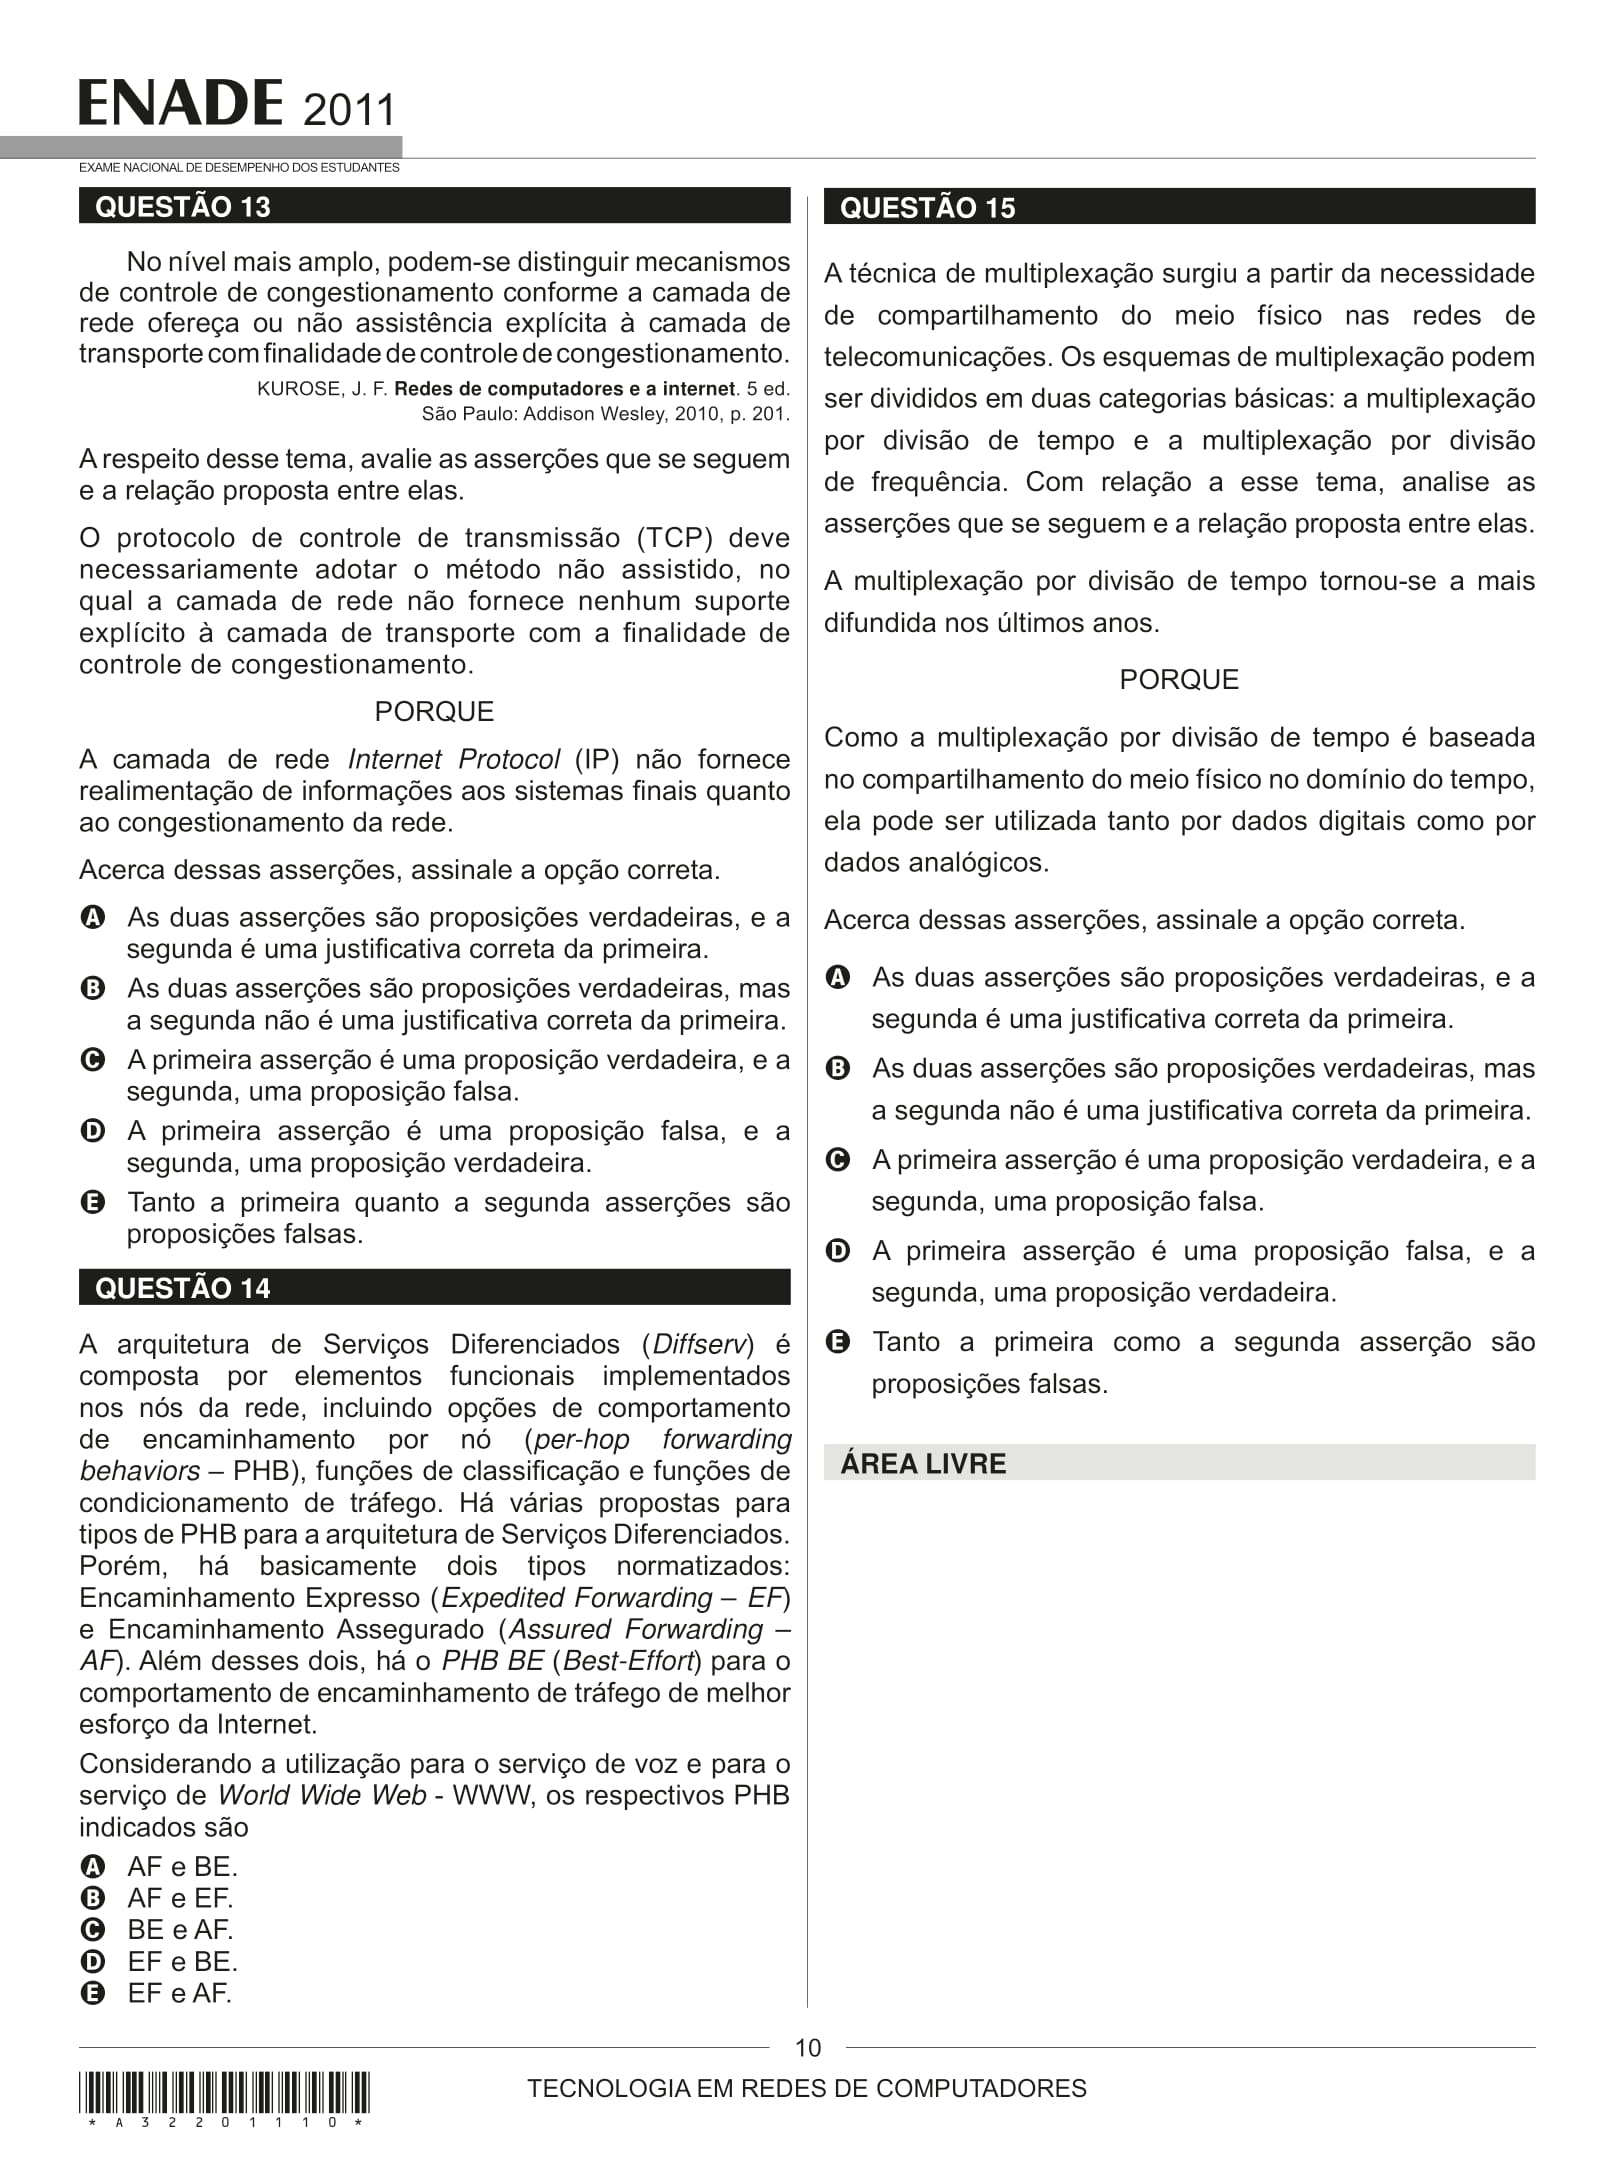 ENADE 2011
EXAME NACIONAL DE DESEMPENHO DOS ESTUDANTES
QUESTÃO 13
No nível mais amplo, podem-se distinguir mecanismos
de controle de congestionamento conforme a camada de
rede ofereça ou não assistência explícita à camada de
transporte com finalidade de controle de congestionamento.
KUROSE, J. F. Redes de computadores e a internet. 5 ed.
São Paulo: Addison Wesley, 2010, p. 201.
A respeito desse tema, avalie as asserções que se seguem
e a relação proposta entre elas.
O protocolo de controle de transmissão (TCP) deve
necessariamente adotar o método não assistido, no
qual a camada de rede não fornece nenhum suporte
explícito à camada de transporte com a finalidade de
controle de congestionamento.
PORQUE
A camada de rede Internet Protocol (IP) não fornece
realimentação de informações aos sistemas finais quanto
ao congestionamento da rede.
Acerca dessas asserções, assinale a opção correta.
A As duas asserções são proposições verdadeiras, e a
segunda é uma justificativa correta da primeira.
B As duas asserções são proposições verdadeiras, mas
a segunda não é uma justificativa correta da primeira.
C A primeira asserção é uma proposição verdadeira, e a
segunda, uma proposição falsa.
D A primeira asserção é uma proposição falsa, e a
segunda, uma proposição verdadeira.
E Tanto a primeira quanto a segunda asserções são
proposições falsas.
QUESTÃO 14
A arquitetura de Serviços Diferenciados (Diffserv) é
composta por elementos funcionais implementados
nos nós da rede, incluindo opções de comportamento
de encaminhamento por nó (per-hop forwarding
behaviors – PHB), funções de classificação e funções de
condicionamento de tráfego. Há várias propostas para
tipos de PHB para a arquitetura de Serviços Diferenciados.
Porém, há basicamente dois tipos normatizados:
Encaminhamento Expresso (Expedited Forwarding – EF)
e Encaminhamento Assegurado (Assured Forwarding –
AF). Além desses dois, há o PHB BE (Best-Effort) para o
comportamento de encaminhamento de tráfego de melhor
esforço da Internet.
Considerando a utilização para o serviço de voz e para o
serviço de World Wide Web - WWW, os respectivos PHB
indicados são
A AF e BE.
B AF e EF.
C BE e AF.
D EF e BE.
E EF e AF.
QUESTÃO 15
A técnica de multiplexação surgiu a partir da necessidade
de compartilhamento do meio físico nas redes de
telecomunicações. Os esquemas de multiplexação podem
ser divididos em duas categorias básicas: a multiplexação
por divisão de tempo e a multiplexação por divisão
de frequência. Com relação a esse tema, analise as
asserções que se seguem e a relação proposta entre elas.
A multiplexação por divisão de tempo tornou-se a mais
difundida nos últimos anos.
PORQUE
Como a multiplexação por divisão de tempo é baseada
no compartilhamento do meio físico no domínio do tempo,
ela pode ser utilizada tanto por dados digitais como por
dados analógicos.
Acerca dessas asserções, assinale a opção correta.
A As duas asserções são proposições verdadeiras, e a
segunda é uma justificativa correta da primeira.
B As duas asserções são proposições verdadeiras, mas
a segunda não é uma justificativa correta da primeira.
C A primeira asserção é uma proposição verdadeira, e a
segunda, uma proposição falsa.
D A primeira asserção é uma proposição falsa, e a
segunda, uma proposição verdadeira.
E Tanto a primeira como a segunda asserção são
proposições falsas.
ÁREA LIVRE
10
TECNOLOGIA EM REDES DE COMPUTADORES
* A 3 2 2 0 1 1 1 0 *